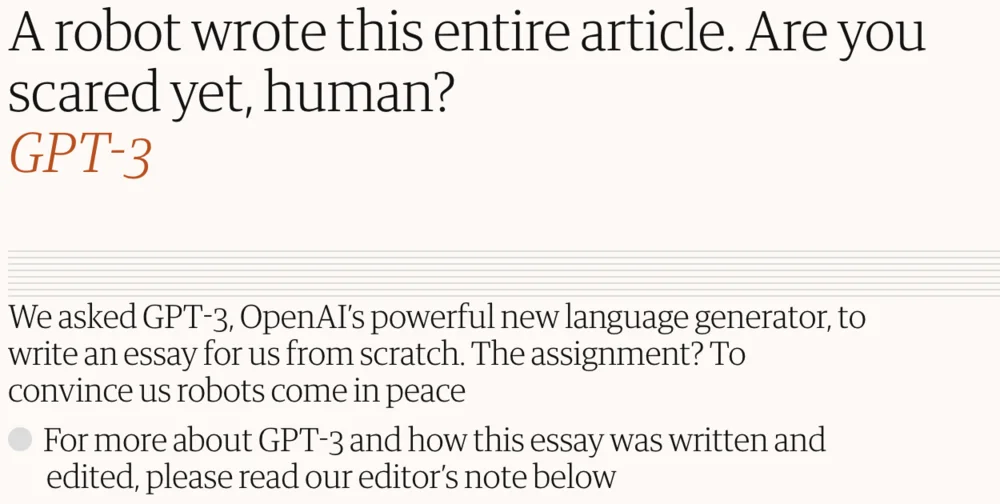 A robot wrote this entire article. Are you
scared yet, human?
GPT-3
We asked GPT-3, OpenAI’s powerful new language generator, to
write an essay for us from scratch. The assignment? To
convince us robots come in peace
For more about GPT-3 and how this essay was written and
edited, please read our editor’s note below